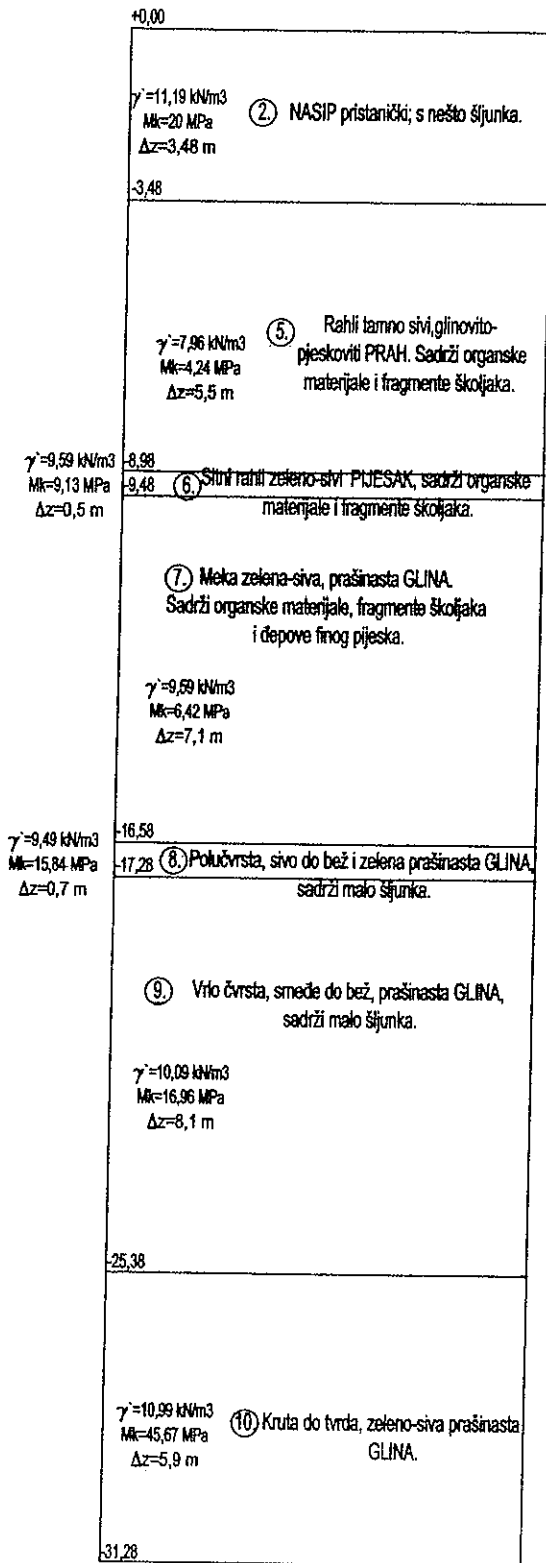 +0,00
γ`=11,19 kN/m3
Mk=20 MPa
Δz=3,48 m
2. NASIP pristanički; s nešto šljunka.
-3,48
γ`=7,96 kN/m3
Mk=4,24 MPa
Δz=5,5 m
5. Rahli tamno sivi,glinovito-
pjeskoviti PRAH. Sadrži organske
materijale i fragmente školjaka.
γ`=9,59 kN/m3
Mk=9,13 MPa
Δz=0,5 m
-8,98
-9,48
6. Sitni rahli zeleno-sivi PIJESAK, sadrži organske
materijale i fragmente školjaka.
7. Meka zelena-siva, prašinasta GLINA.
Sadrži organske materijale, fragmente školjaka
i đepove finog pijeska.
γ`=9,59 kN/m3
Mk=6,42 MPa
Δz=7,1 m
-16,58
γ`=9,49 kN/m3
Mk=15,84 MPa
Δz=0,7 m
-17,28
8. Polučvrsta, sivo do bež i zelena prašinasta GLINA,
sadrži malo šljunka.
9. Vrlo čvrsta, smeđe do bež, prašinasta GLINA,
sadrži malo šljunka.
γ`=10,09 kN/m3
Mk=16,96 MPa
Δz=8,1 m
-25,38
γ`=10,99 kN/m3
Mk=45,67 MPa
Δz=5,9 m
10. Kruta do tvrda, zeleno-siva prašinasta
GLINA.
-31,28